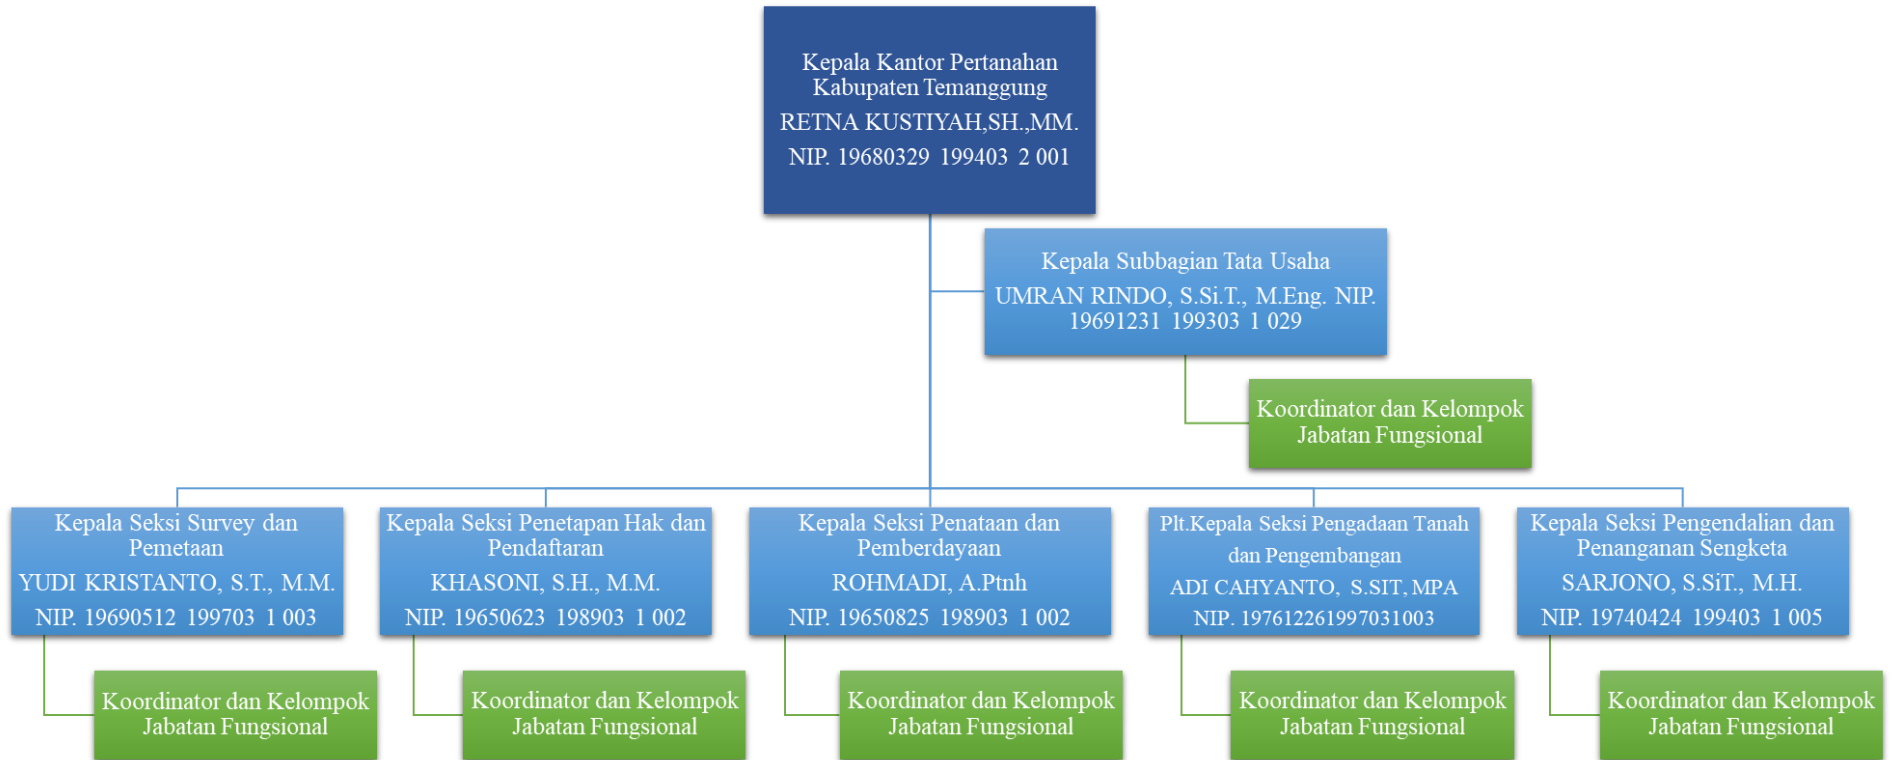 Kepala Kantor Pertanahan
Kabupaten Temanggung
RETNA KUSTIYAH,SH.,MM.
NIP. 19680329 199403 2 001
Kepala Subbagian Tata Usaha
UMRAN RINDO, S.Si.T., M.Eng. NIP.
19691231 199303 1 029
Koordinator dan Kelompok
Jabatan Fungsional
Kepala Seksi Survey dan
Pemetaan
YUDI KRISTANTO, S.T., M.M.
NIP. 19690512 199703 1 003
Kepala Seksi Penetapan Hak dan
Pendaftaran
KHASONI, S.H., M.M.
NIP. 19650623 198903 1 002
Kepala Seksi Penataan dan
Pemberdayaan
ROHMADI, A.Ptnh
NIP. 19650825 198903 1 002
Plt.Kepala Seksi Pengadaan Tanah
dan Pengembangan
ADI CAHYANTO, S.SIT, MPA
NIP. 197612261997031003
Kepala Seksi Pengendalian dan
Penanganan Sengketa
SARJONO, S.SiT., M.H.
NIP. 19740424 199403 1 005
Koordinator dan Kelompok
Jabatan Fungsional
Koordinator dan Kelompok
Jabatan Fungsional
Koordinator dan Kelompok
Jabatan Fungsional
Koordinator dan Kelompok
Jabatan Fungsional
Koordinator dan Kelompok
Jabatan Fungsional